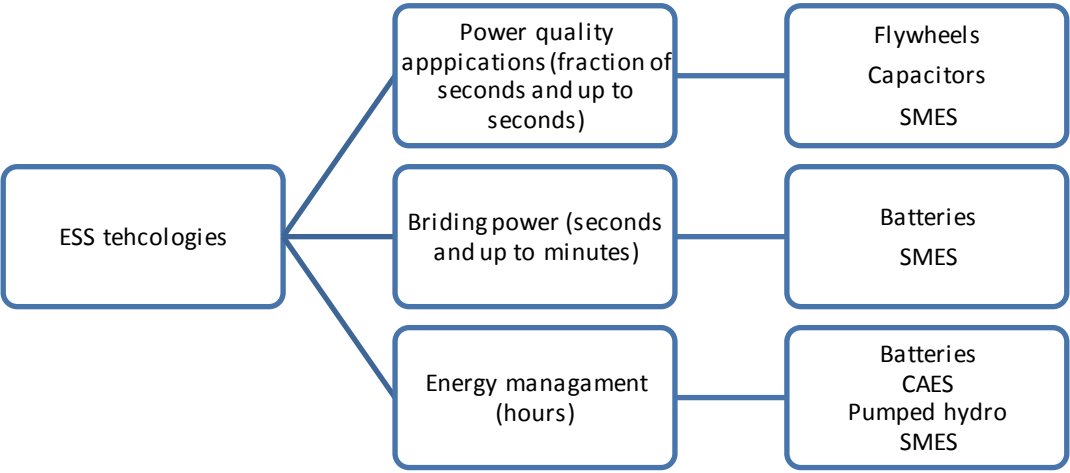 ESS tehcologies
Power quality
apppications (fraction of
seconds and up to
seconds)
Flywheels
Capacitors
SMES
Briding power (seconds
and up to minutes)
Batteries
SMES
Energy managament
(hours)
Batteries
CAES
Pumped hydro
SMES